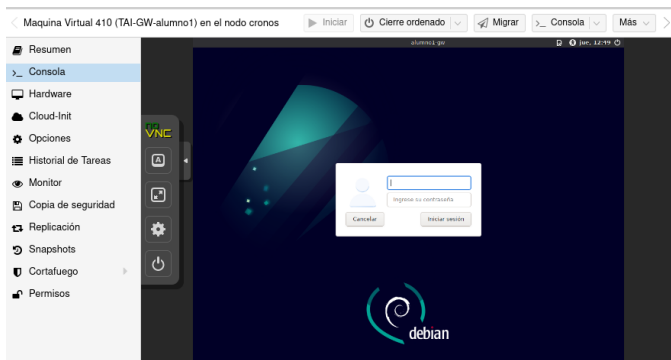 Maquina Virtual 410 (TAI-GW-alumno1) en el nodo cronos
Iniciar
Cierre ordenado
Migrar
>_ Consola
Más
Resumen
>_ Consola
Hardware
Cloud-Init
Opciones
Historial de Tareas
Monitor
Copia de seguridad
Replicación
Snapshots
Cortafuego
Permisos
no
VNC
A
alumno1-gw
jue, 12:49
Ingrese su contraseña
Cancelar
Iniciar sesión
debian